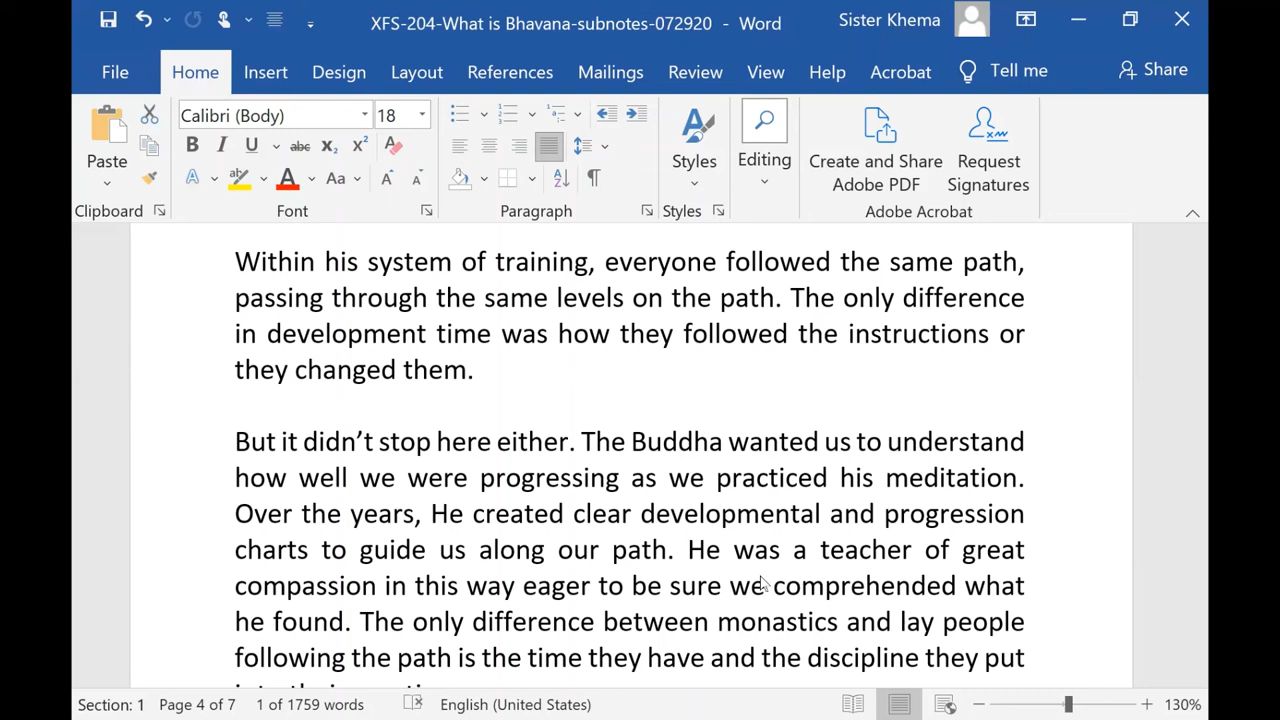 XFS-204-What is Bhavana-subnotes-072920 - Word
Sister Khema
File Home Insert Design Layout References Mailings Review View Help Acrobat Tell me Share
Calibri (Body) 18
Paste
B I U abc X₂ X²
A A Aa A A
Styles
Editing
Create and Share
Adobe PDF
Request
Signatures
Clipboard Font Paragraph Styles Adobe Acrobat
Within his system of training, everyone followed the same path,
passing through the same levels on the path. The only difference
in development time was how they followed the instructions or
they changed them.
But it didn’t stop here either. The Buddha wanted us to understand
how well we were progressing as we practiced his meditation.
Over the years, He created clear developmental and progression
charts to guide us along our path. He was a teacher of great
compassion in this way eager to be sure we comprehended what
he found. The only difference between monastics and lay people
following the path is the time they have and the discipline they put
Section: 1 Page 4 of 7 1 of 1759 words English (United States) 130%